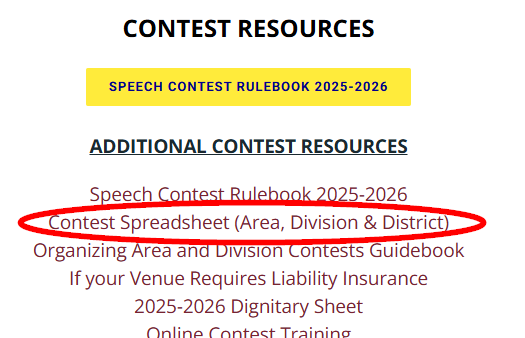 CONTEST RESOURCES
SPEECH CONTEST RULEBOOK 2025-2026
ADDITIONAL CONTEST RESOURCES
Speech Contest Rulebook 2025-2026
Contest Spreadsheet (Area, Division & District)
Organizing Area and Division Contests Guidebook
If your Venue Requires Liability Insurance
2025-2026 Dignitary Sheet
Online Contest Training